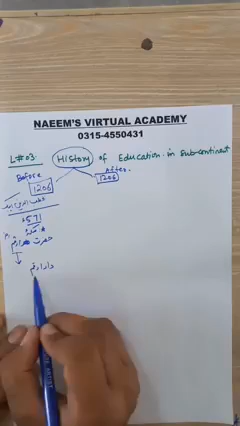 NAEEM'S VIRTUAL ACADEMY
0315-4550431
L#03: History of Education in Sub-continent
Before
After
1206
1206
قطب الدین ایبک
571
حضرت
دار ارقم